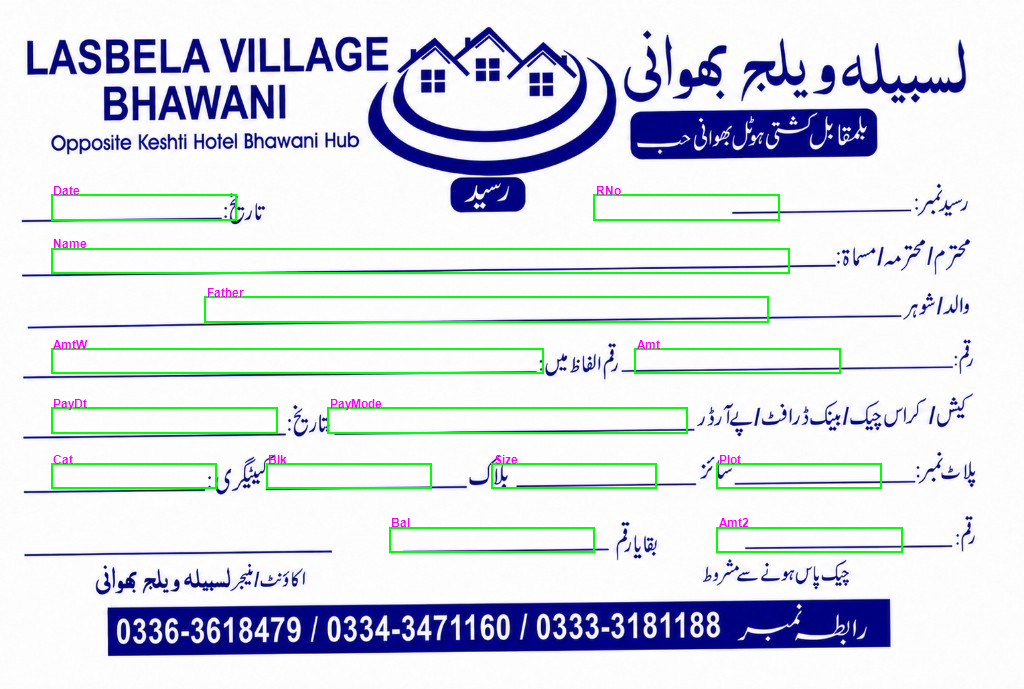 LASBELA VILLAGE
BHAWANI
Opposite Keshti Hotel Bhawani Hub
لسبیلہ ویلج بھوانی
بلمقابل کشتی ہوٹل بھوانی حب
رسید
RNo رسید نمبر:
Date تاریخ:
Name محترم/محترمہ/مسماۃ:
Father والد/شوہر
Amt رقم:
AmtW رقم الفاظ میں:
PayMode کیش/ کراس چیک/بینک ڈرافٹ/پے آرڈر
PayDt تاریخ:
Plot پلاٹ نمبر:
Size سائز
Blk بلاک
Cat کیٹیگری:
Amt2 رقم:
Bal بقایا رقم
چیک پاس ہونے سے مشروط
اکاؤنٹ/منیجر لسبیلہ ویلج بھوانی
رابطہ نمبر 0336-3618479 / 0334-3471160 / 0333-3181188